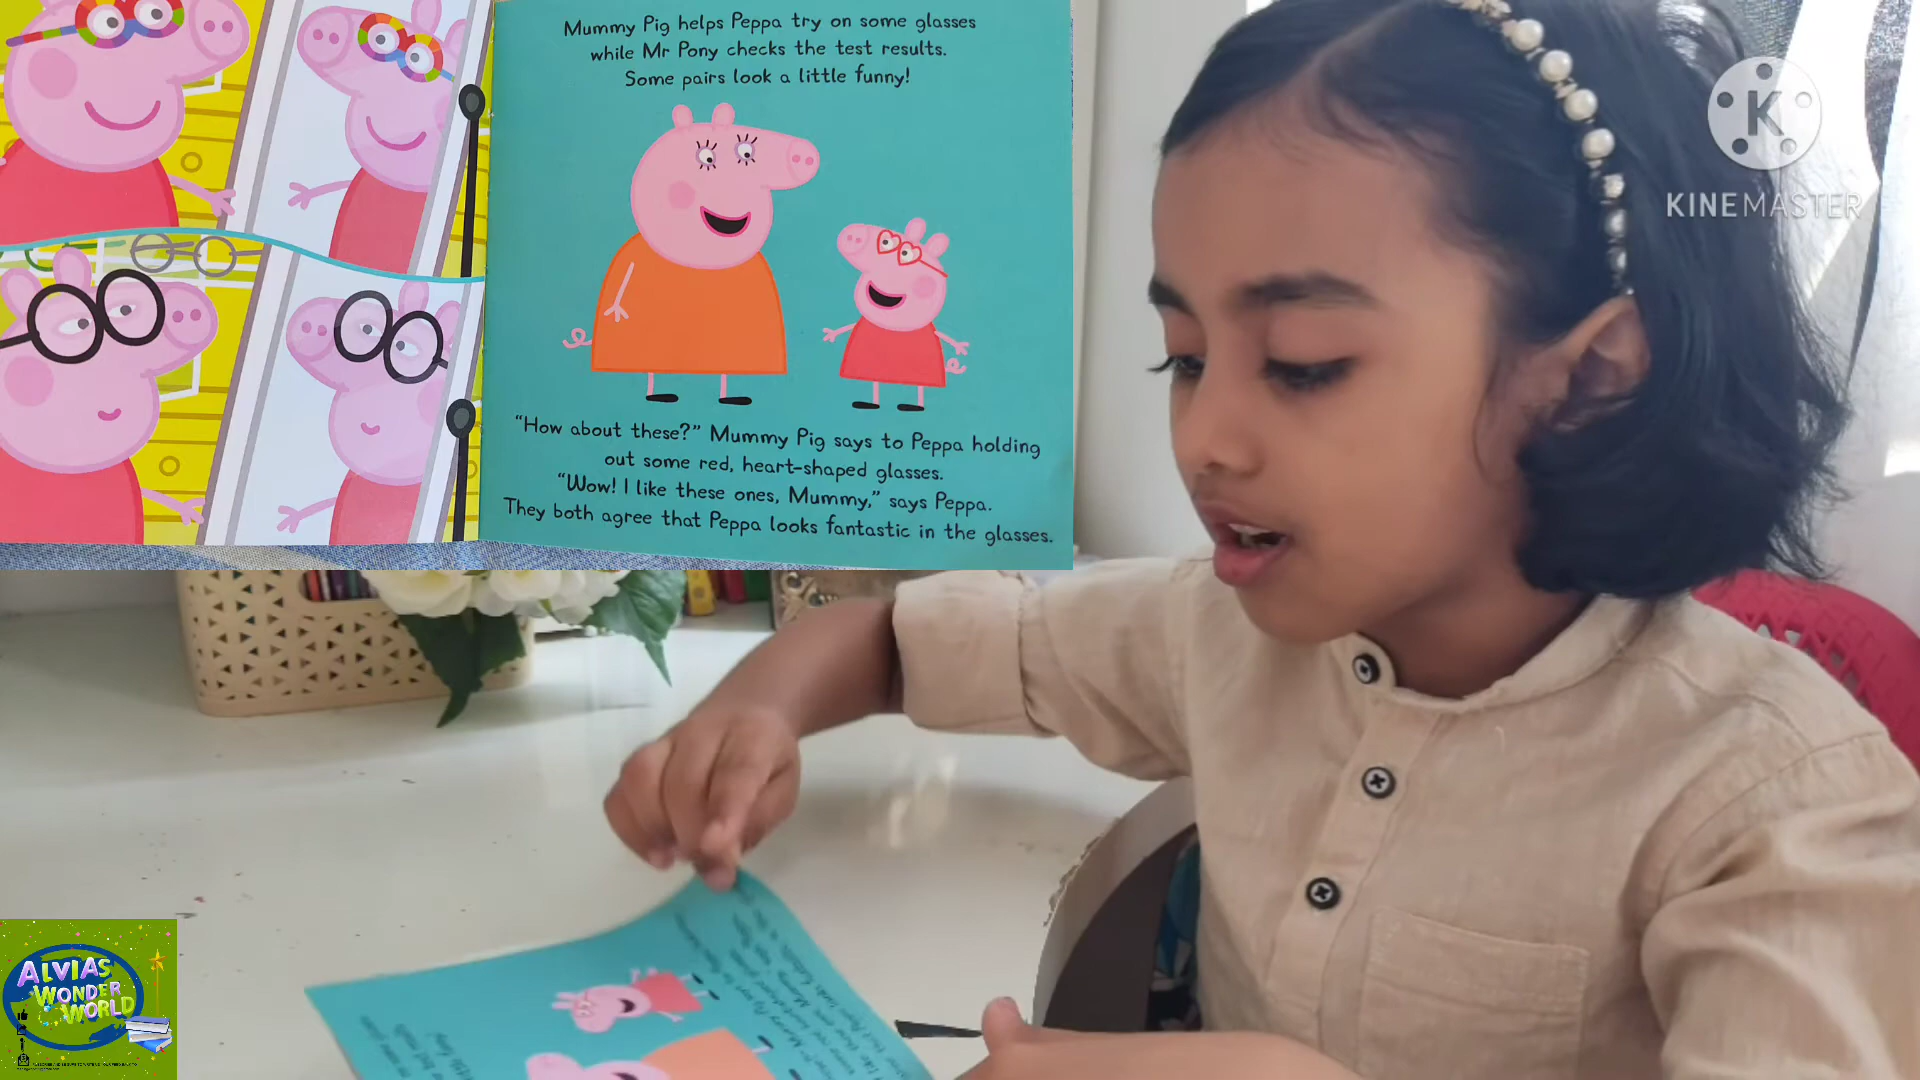 Mummy Pig helps Peppa try on some glasses
while Mr Pony checks the test results.
Some pairs look a little funny!
"How about these?" Mummy Pig says to Peppa holding
out some red, heart-shaped glasses.
"Wow! I like these ones, Mummy," says Peppa.
They both agree that Peppa looks fantastic in the glasses.
K
KINEMASTER
ALVIAS
WONDER
WORLD